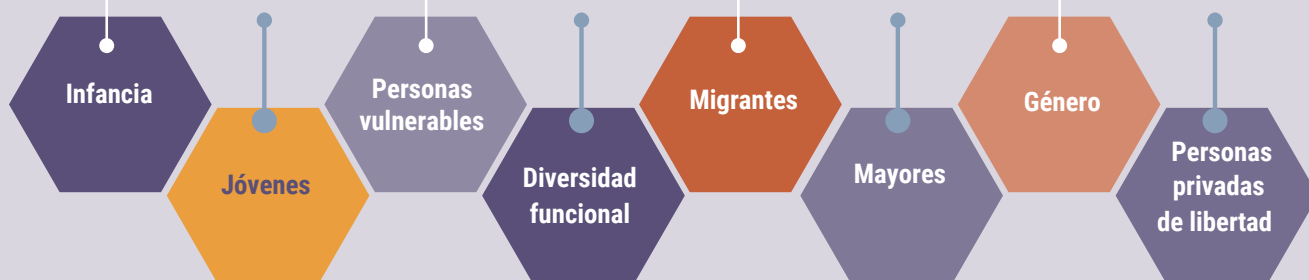 Infancia
Jóvenes
Personas
vulnerables
Diversidad
funcional
Migrantes
Mayores
Género
Personas
privadas
de libertad